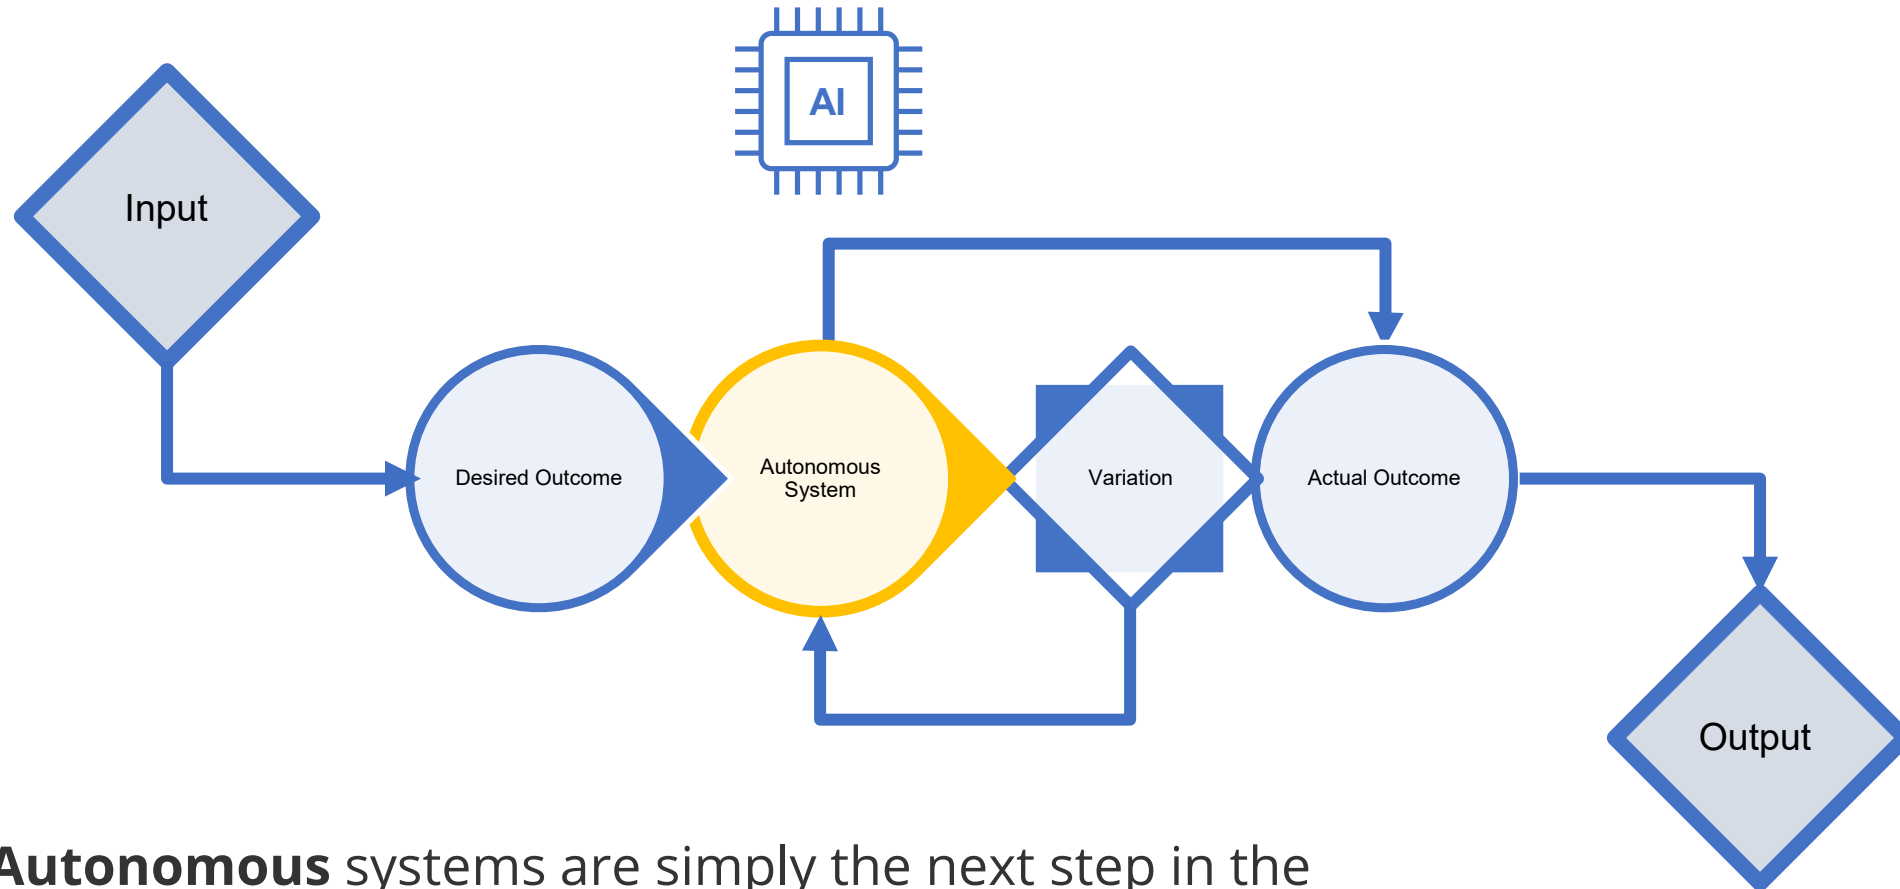 AI
Input
Desired Outcome
Autonomous
System
Variation
Actual Outcome
Output
Autonomous systems are simply the next step in the